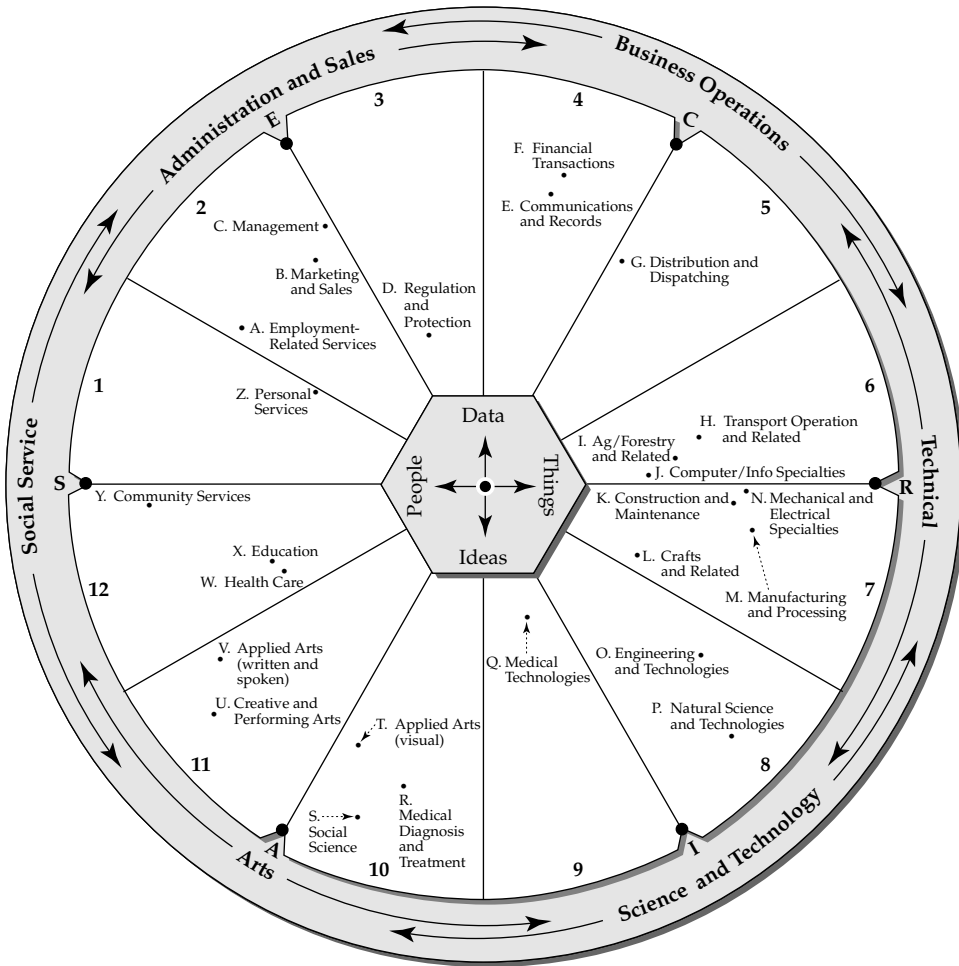 Administration and Sales
Business Operations
3
4
E
C
F. Financial
Transactions
E. Communications
and Records
2
5
C. Management
B. Marketing
and Sales
D. Regulation
and
Protection
G. Distribution and
Dispatching
A. Employment-
Related Services
1
6
Z. Personal
Services
Data
People
Things
Ideas
H. Transport Operation
and Related
I. Ag/Forestry
and Related
J. Computer/Info Specialties
Social Service
S
R
Technical
Y. Community Services
K. Construction and
Maintenance
N. Mechanical and
Electrical
Specialties
X. Education
W. Health Care
L. Crafts
and Related
12
7
M. Manufacturing
and Processing
V. Applied Arts
(written and
spoken)
U. Creative and
Performing Arts
Q. Medical
Technologies
O. Engineering
and Technologies
P. Natural Science
and Technologies
T. Applied Arts
(visual)
11
8
S.
Social
Science
R.
Medical
Diagnosis
and
Treatment
10
9
A
I
Arts
Science and Technology